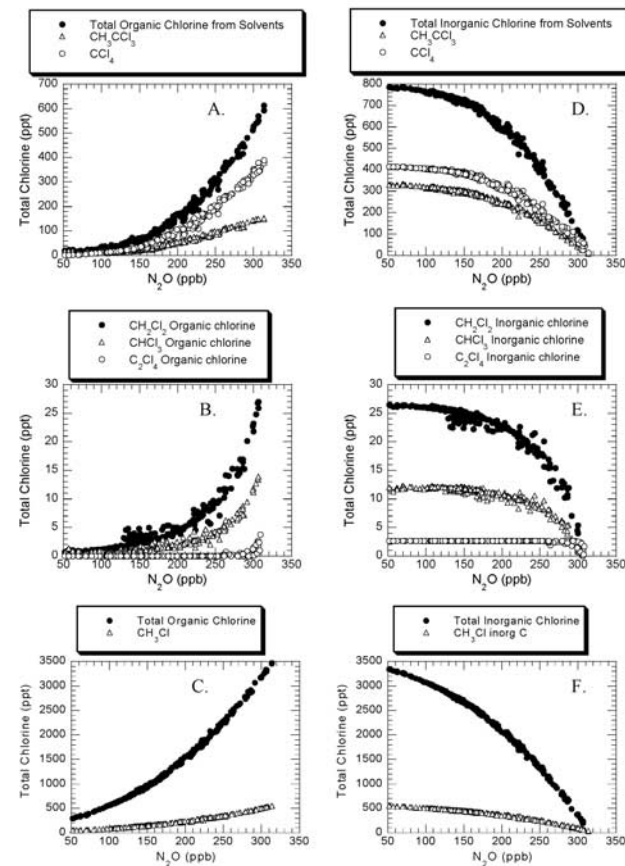 Total Organic Chlorine from Solvents
CH3CCl3
CCl4
A.
700
600
500
400
300
200
100
0
Total Chlorine (ppt)
50 100 150 200 250 300 350
N2O (ppb)
Total Inorganic Chlorine from Solvents
CH3CCl3
CCl4
D.
800
700
600
500
400
300
200
100
0
Total Chlorine (ppt)
50 100 150 200 250 300 350
N2O (ppb)
CH2Cl2 Organic chlorine
CHCl3 Organic chlorine
C2Cl4 Organic chlorine
B.
30
25
20
15
10
5
0
Total Chlorine (ppt)
50 100 150 200 250 300 350
N2O (ppb)
CH2Cl2 Inorganic chlorine
CHCl3 Inorganic chlorine
C2Cl4 Inorganic chlorine
E.
30
25
20
15
10
5
0
Total Chlorine (ppt)
50 100 150 200 250 300 350
N2O (ppb)
Total Organic Chlorine
CH3Cl
C.
3500
3000
2500
2000
1500
1000
500
0
Total Chlorine (ppt)
50 100 150 200 250 300 350
N2O (ppb)
Total Inorganic Chlorine
CH3Cl inorg C
F.
3500
3000
2500
2000
1500
1000
500
0
Total Chlorine (ppt)
50 100 150 200 250 300 350
N2O (ppb)